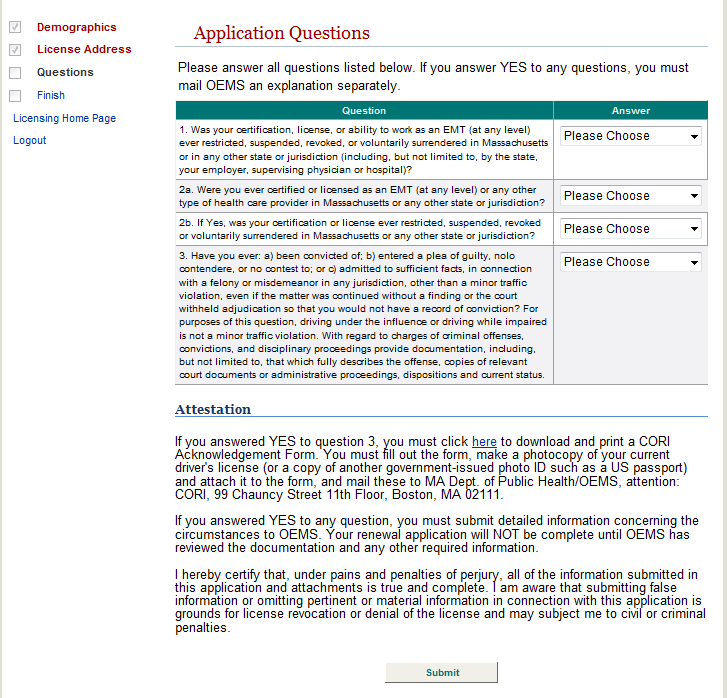 Demographics
License Address
Questions
Finish
Licensing Home Page
Logout
Application Questions
Please answer all questions listed below. If you answer YES to any questions, you must
mail OEMS an explanation separately.
Question Answer
1. Was your certification, license, or ability to work as an EMT (at any level)
ever restricted, suspended, revoked, or voluntarily surrendered in Massachusetts
or in any other state or jurisdiction (including, but not limited to, by the state,
your employer, supervising physician or hospital)?
Please Choose
2a. Were you ever certified or licensed as an EMT (at any level) or any other
type of health care provider in Massachusetts or any other state or jurisdiction?
Please Choose
2b. If Yes, was your certification or license ever restricted, suspended, revoked
or voluntarily surrendered in Massachusetts or any other state or jurisdiction?
Please Choose
3. Have you ever: a) been convicted of; b) entered a plea of guilty, nolo
contendere, or no contest to; or c) admitted to sufficient facts, in connection
with a felony or misdemeanor in any jurisdiction, other than a minor traffic
violation, even if the matter was continued without a finding or the court
withheld adjudication so that you would not have a record of conviction? For
purposes of this question, driving under the influence or driving while impaired
is not a minor traffic violation. With regard to charges of criminal offenses,
convictions, and disciplinary proceedings provide documentation, including,
but not limited to, that which fully describes the offense, copies of relevant
court documents or administrative proceedings, dispositions and current status.
Please Choose
Attestation
If you answered YES to question 3, you must click here to download and print a CORI
Acknowledgement Form. You must fill out the form, make a photocopy of your current
driver's license (or a copy of another government-issued photo ID such as a US passport)
and attach it to the form, and mail these to MA Dept. of Public Health/OEMS, attention:
CORI, 99 Chauncy Street 11th Floor, Boston, MA 02111.
If you answered YES to any question, you must submit detailed information concerning the
circumstances to OEMS. Your renewal application will NOT be complete until OEMS has
reviewed the documentation and any other required information.
I hereby certify that, under pains and penalties of perjury, all of the information submitted in
this application and attachments is true and complete. I am aware that submitting false
information or omitting pertinent or material information in connection with this application is
grounds for license revocation or denial of the license and may subject me to civil or criminal
penalties.
Submit